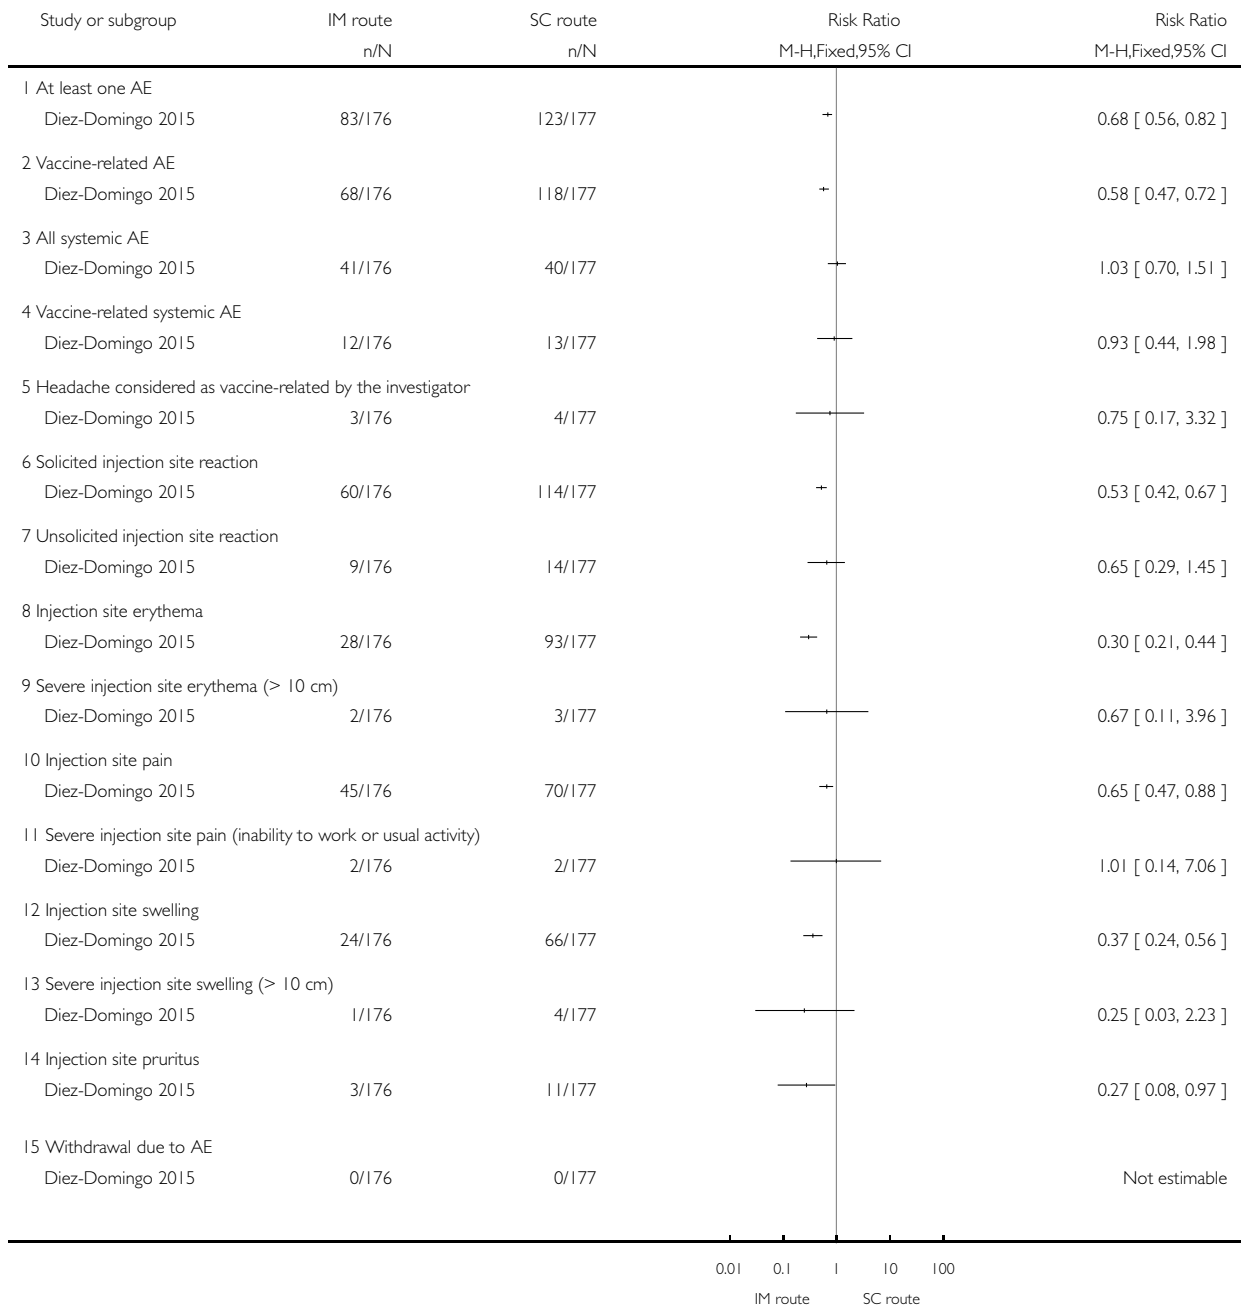 Study or subgroup IM route SC route Risk Ratio Risk Ratio
n/N n/N M-H,Fixed,95% CI M-H,Fixed,95% CI
1 At least one AE
Diez-Domingo 2015 83/176 123/177 0.68 [ 0.56, 0.82 ]
2 Vaccine-related AE
Diez-Domingo 2015 68/176 118/177 0.58 [ 0.47, 0.72 ]
3 All systemic AE
Diez-Domingo 2015 41/176 40/177 1.03 [ 0.70, 1.51 ]
4 Vaccine-related systemic AE
Diez-Domingo 2015 12/176 13/177 0.93 [ 0.44, 1.98 ]
5 Headache considered as vaccine-related by the investigator
Diez-Domingo 2015 3/176 4/177 0.75 [ 0.17, 3.32 ]
6 Solicited injection site reaction
Diez-Domingo 2015 60/176 114/177 0.53 [ 0.42, 0.67 ]
7 Unsolicited injection site reaction
Diez-Domingo 2015 9/176 14/177 0.65 [ 0.29, 1.45 ]
8 Injection site erythema
Diez-Domingo 2015 28/176 93/177 0.30 [ 0.21, 0.44 ]
9 Severe injection site erythema (> 10 cm)
Diez-Domingo 2015 2/176 3/177 0.67 [ 0.11, 3.96 ]
10 Injection site pain
Diez-Domingo 2015 45/176 70/177 0.65 [ 0.47, 0.88 ]
11 Severe injection site pain (inability to work or usual activity)
Diez-Domingo 2015 2/176 2/177 1.01 [ 0.14, 7.06 ]
12 Injection site swelling
Diez-Domingo 2015 24/176 66/177 0.37 [ 0.24, 0.56 ]
13 Severe injection site swelling (> 10 cm)
Diez-Domingo 2015 1/176 4/177 0.25 [ 0.03, 2.23 ]
14 Injection site pruritus
Diez-Domingo 2015 3/176 11/177 0.27 [ 0.08, 0.97 ]
15 Withdrawal due to AE
Diez-Domingo 2015 0/176 0/177 Not estimable
0.01 0.1 1 10 100
IM route SC route